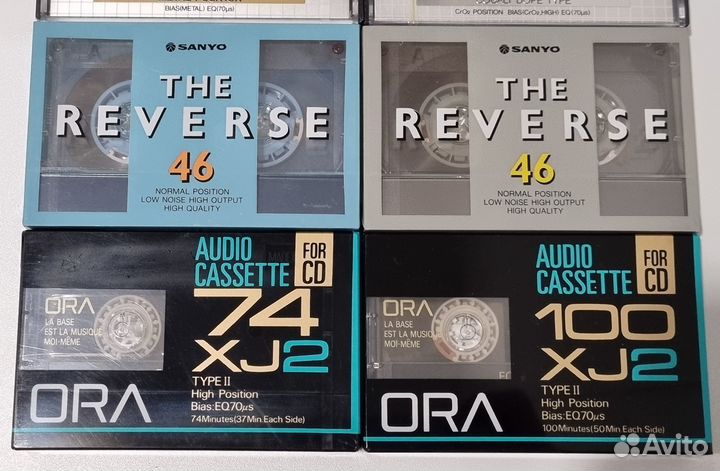 BIAS(METAL) EQ(70µs)
CrO₂ POSITION BIAS(CrO₂,HIGH) EQ(70µs)
SANYO
THE
REVERSE
46
NORMAL POSITION
LOW NOISE HIGH OUTPUT
HIGH QUALITY
SANYO
THE
REVERSE
46
NORMAL POSITION
LOW NOISE HIGH OUTPUT
HIGH QUALITY
AUDIO
CASSETTE
FOR
CD
74
XJ2
ORA
LA BASE
EST LA MUSIQUE
MOI-MÊME
TYPE II
High Position
Bias:EQ70µs
74Minutes(37Min.Each Side)
ORA
AUDIO
CASSETTE
FOR
CD
100
XJ2
ORA
LA BASE
EST LA MUSIQUE
MOI-MÊME
TYPE II
High Position
Bias:EQ70µs
100Minutes(50Min.Each Side)
ORA
Avito